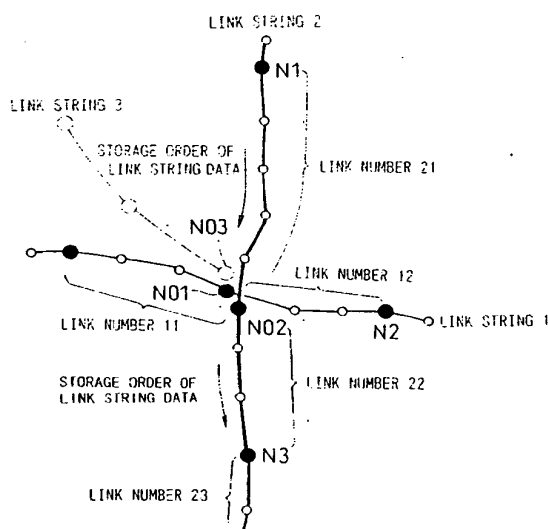 LINK STRING 2
N1
LINK STRING 3
STORAGE ORDER OF
LINK STRING DATA
LINK NUMBER 21
N03
LINK NUMBER 12
N01
LINK NUMBER 11
N02
N2
LINK STRING 1
STORAGE ORDER OF
LINK STRING DATA
LINK NUMBER 22
N3
LINK NUMBER 23